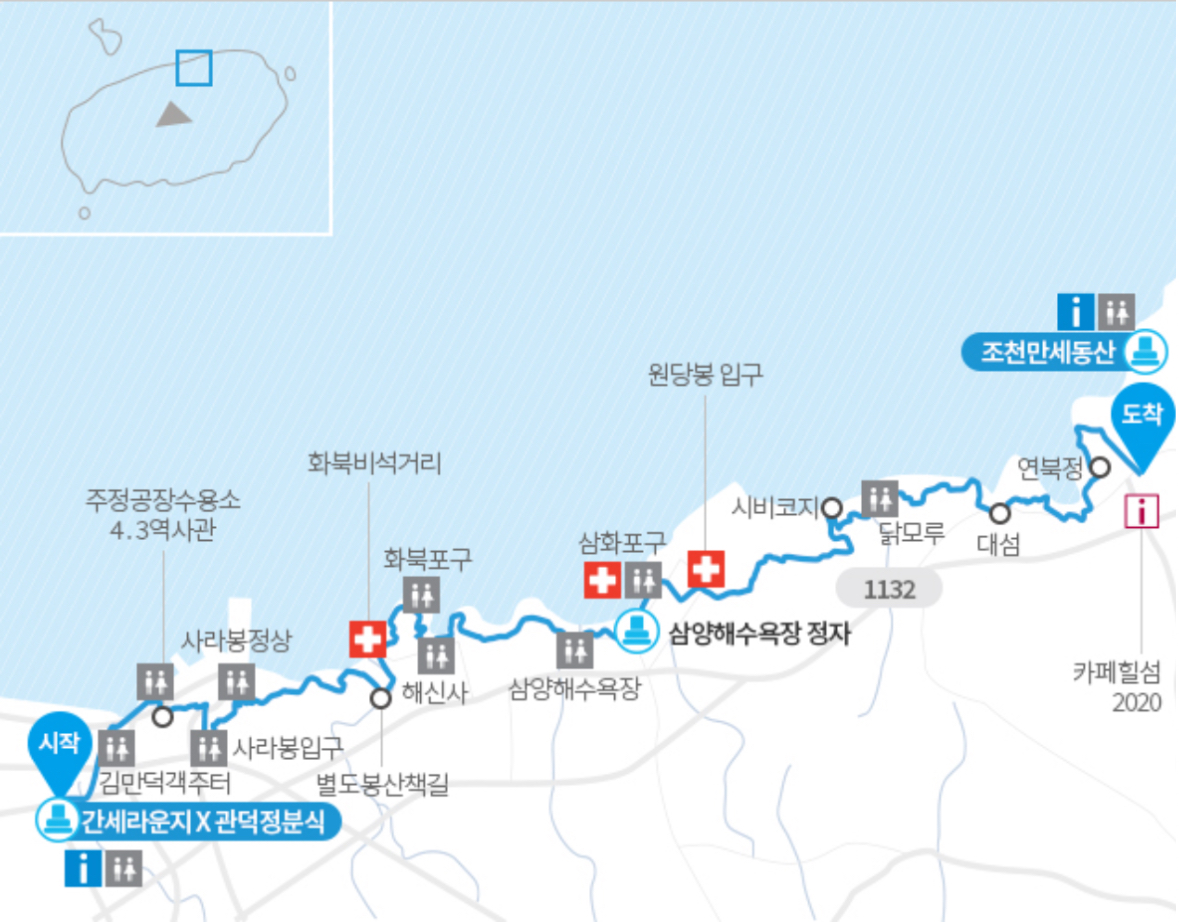 조천만세동산
원당봉 입구
도착
화북비석거리
연북정
주정공장수용소
4.3역사관
시비코지
닭모루
삼화포구
대섬
화북포구
1132
삼양해수욕장 정자
사라봉정상
카페힐섬
2020
해신사
삼양해수욕장
시작
사라봉입구
김만덕객주터
별도봉산책길
간세라운지 X 관덕정분식